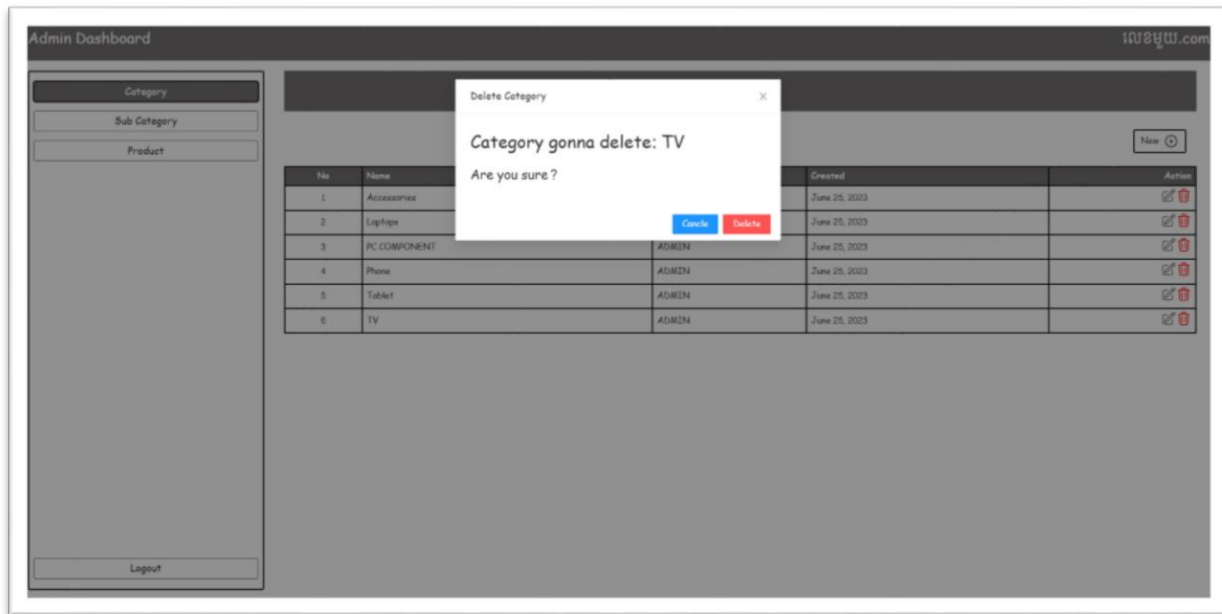 Admin Dashboard
លេខមួយ.com
Category
Sub Category
Product
Logout
New
Delete Category
Category gonna delete: TV
Are you sure ?
Cancle Delete
No Name Created Action
1 Accessories June 25, 2023
2 Laptops June 25, 2023
3 PC COMPONENT ADMIN June 25, 2023
4 Phone ADMIN June 25, 2023
5 Tablet ADMIN June 25, 2023
6 TV ADMIN June 25, 2023